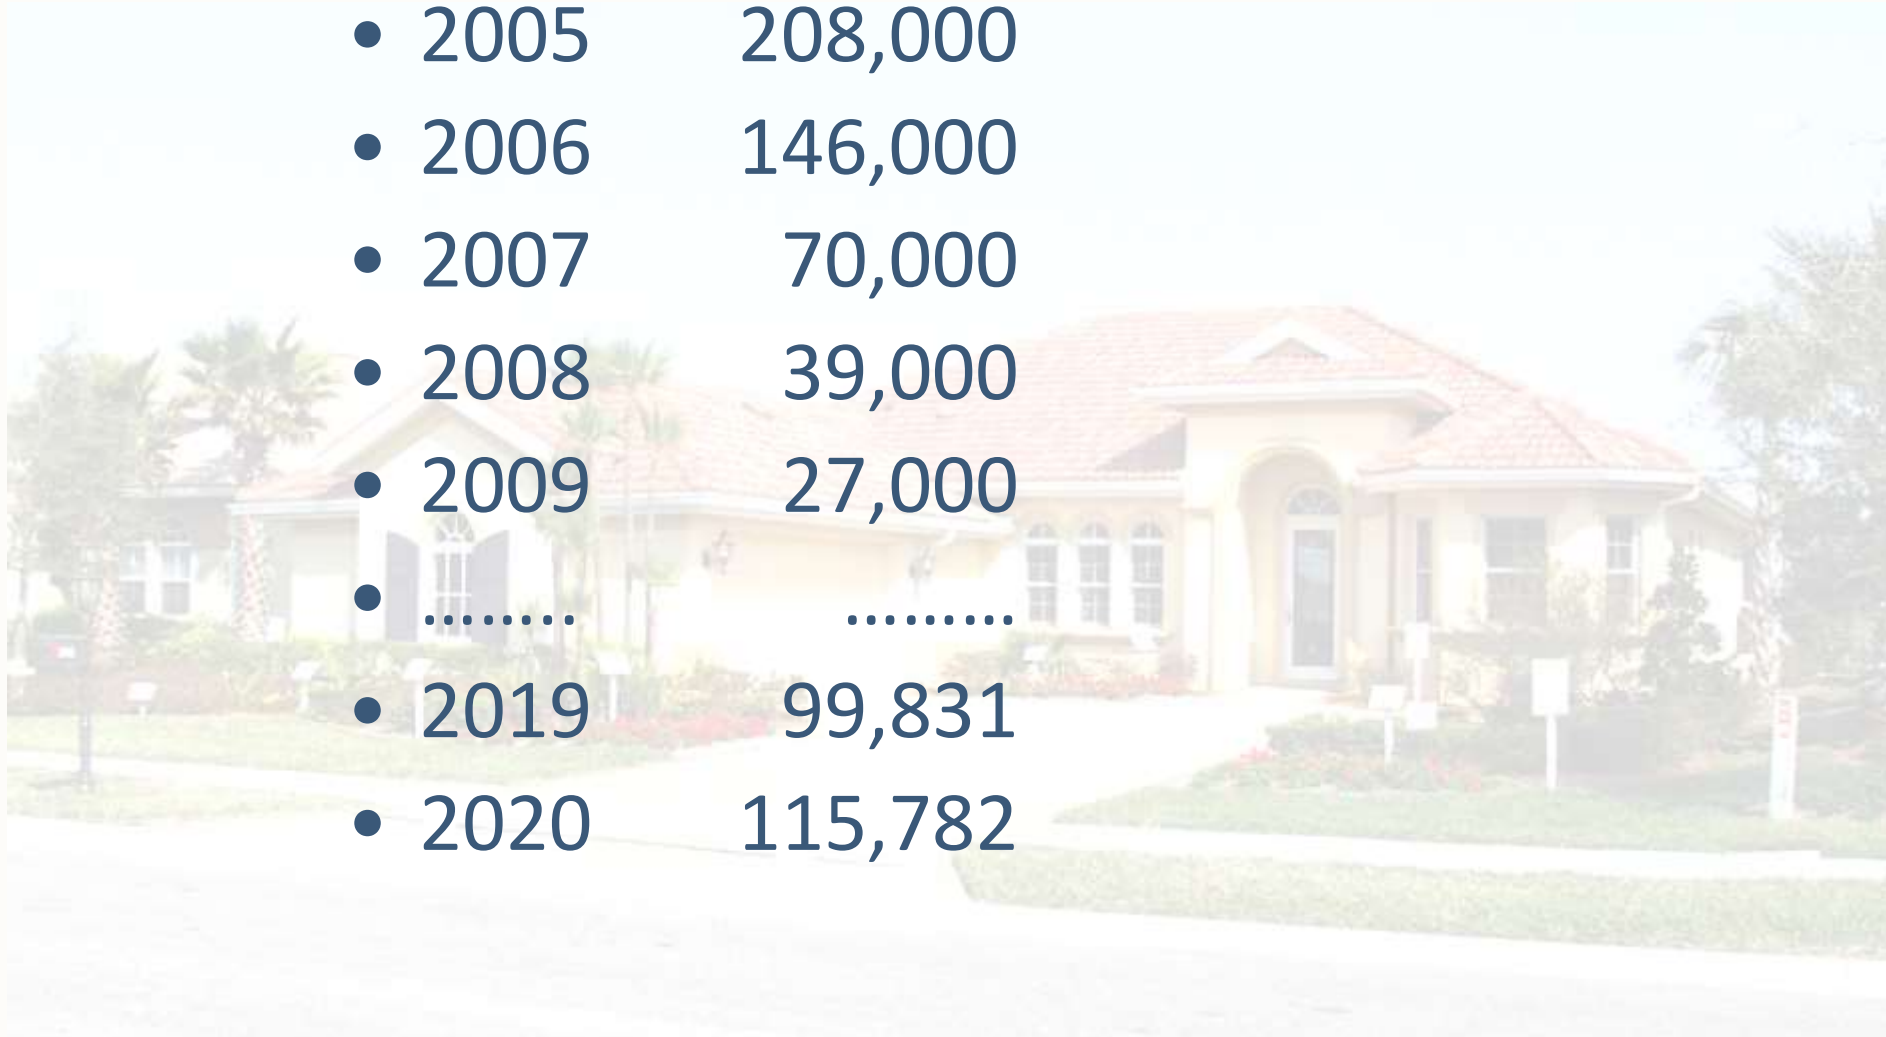 • 2005 208,000
• 2006 146,000
• 2007 70,000
• 2008 39,000
• 2009 27,000
• ........ .........
• 2019 99,831
• 2020 115,782